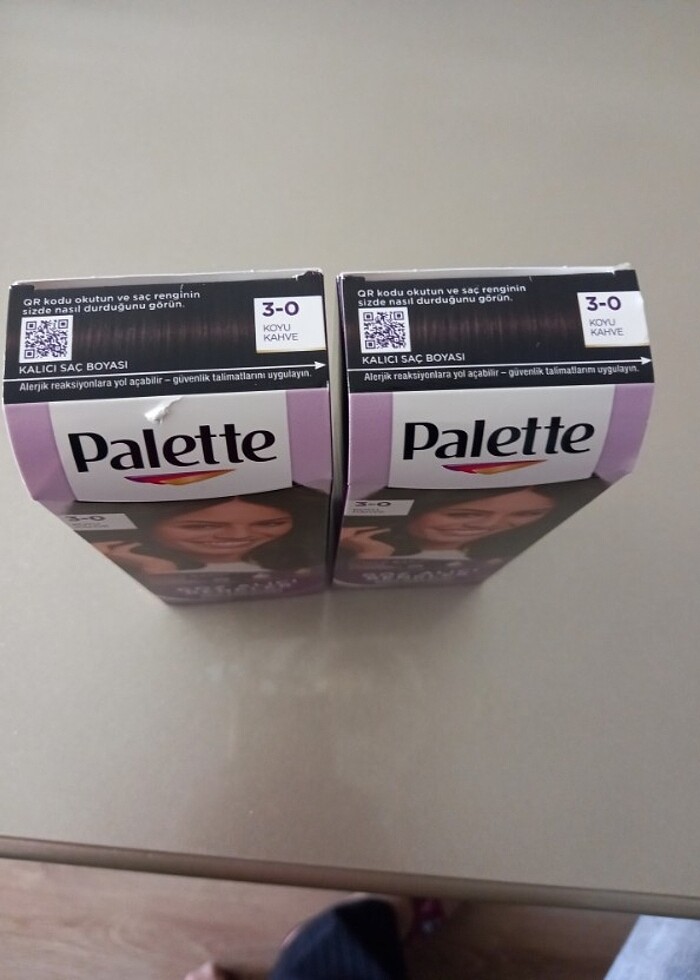 QR kodu okutun ve saç renginin
sizde nasıl durduğunu görün.
3-0
KOYU
KAHVE
KALICI SAÇ BOYASI
Alerjik reaksiyonlara yol açabilir – güvenlik talimatlarını uygulayın.
Palette
3-0
QR kodu okutun ve saç renginin
sizde nasıl durduğunu görün.
3-0
KOYU
KAHVE
KALICI SAÇ BOYASI
Alerjik reaksiyonlara yol açabilir – güvenlik talimatlarını uygulayın.
Palette
3-0